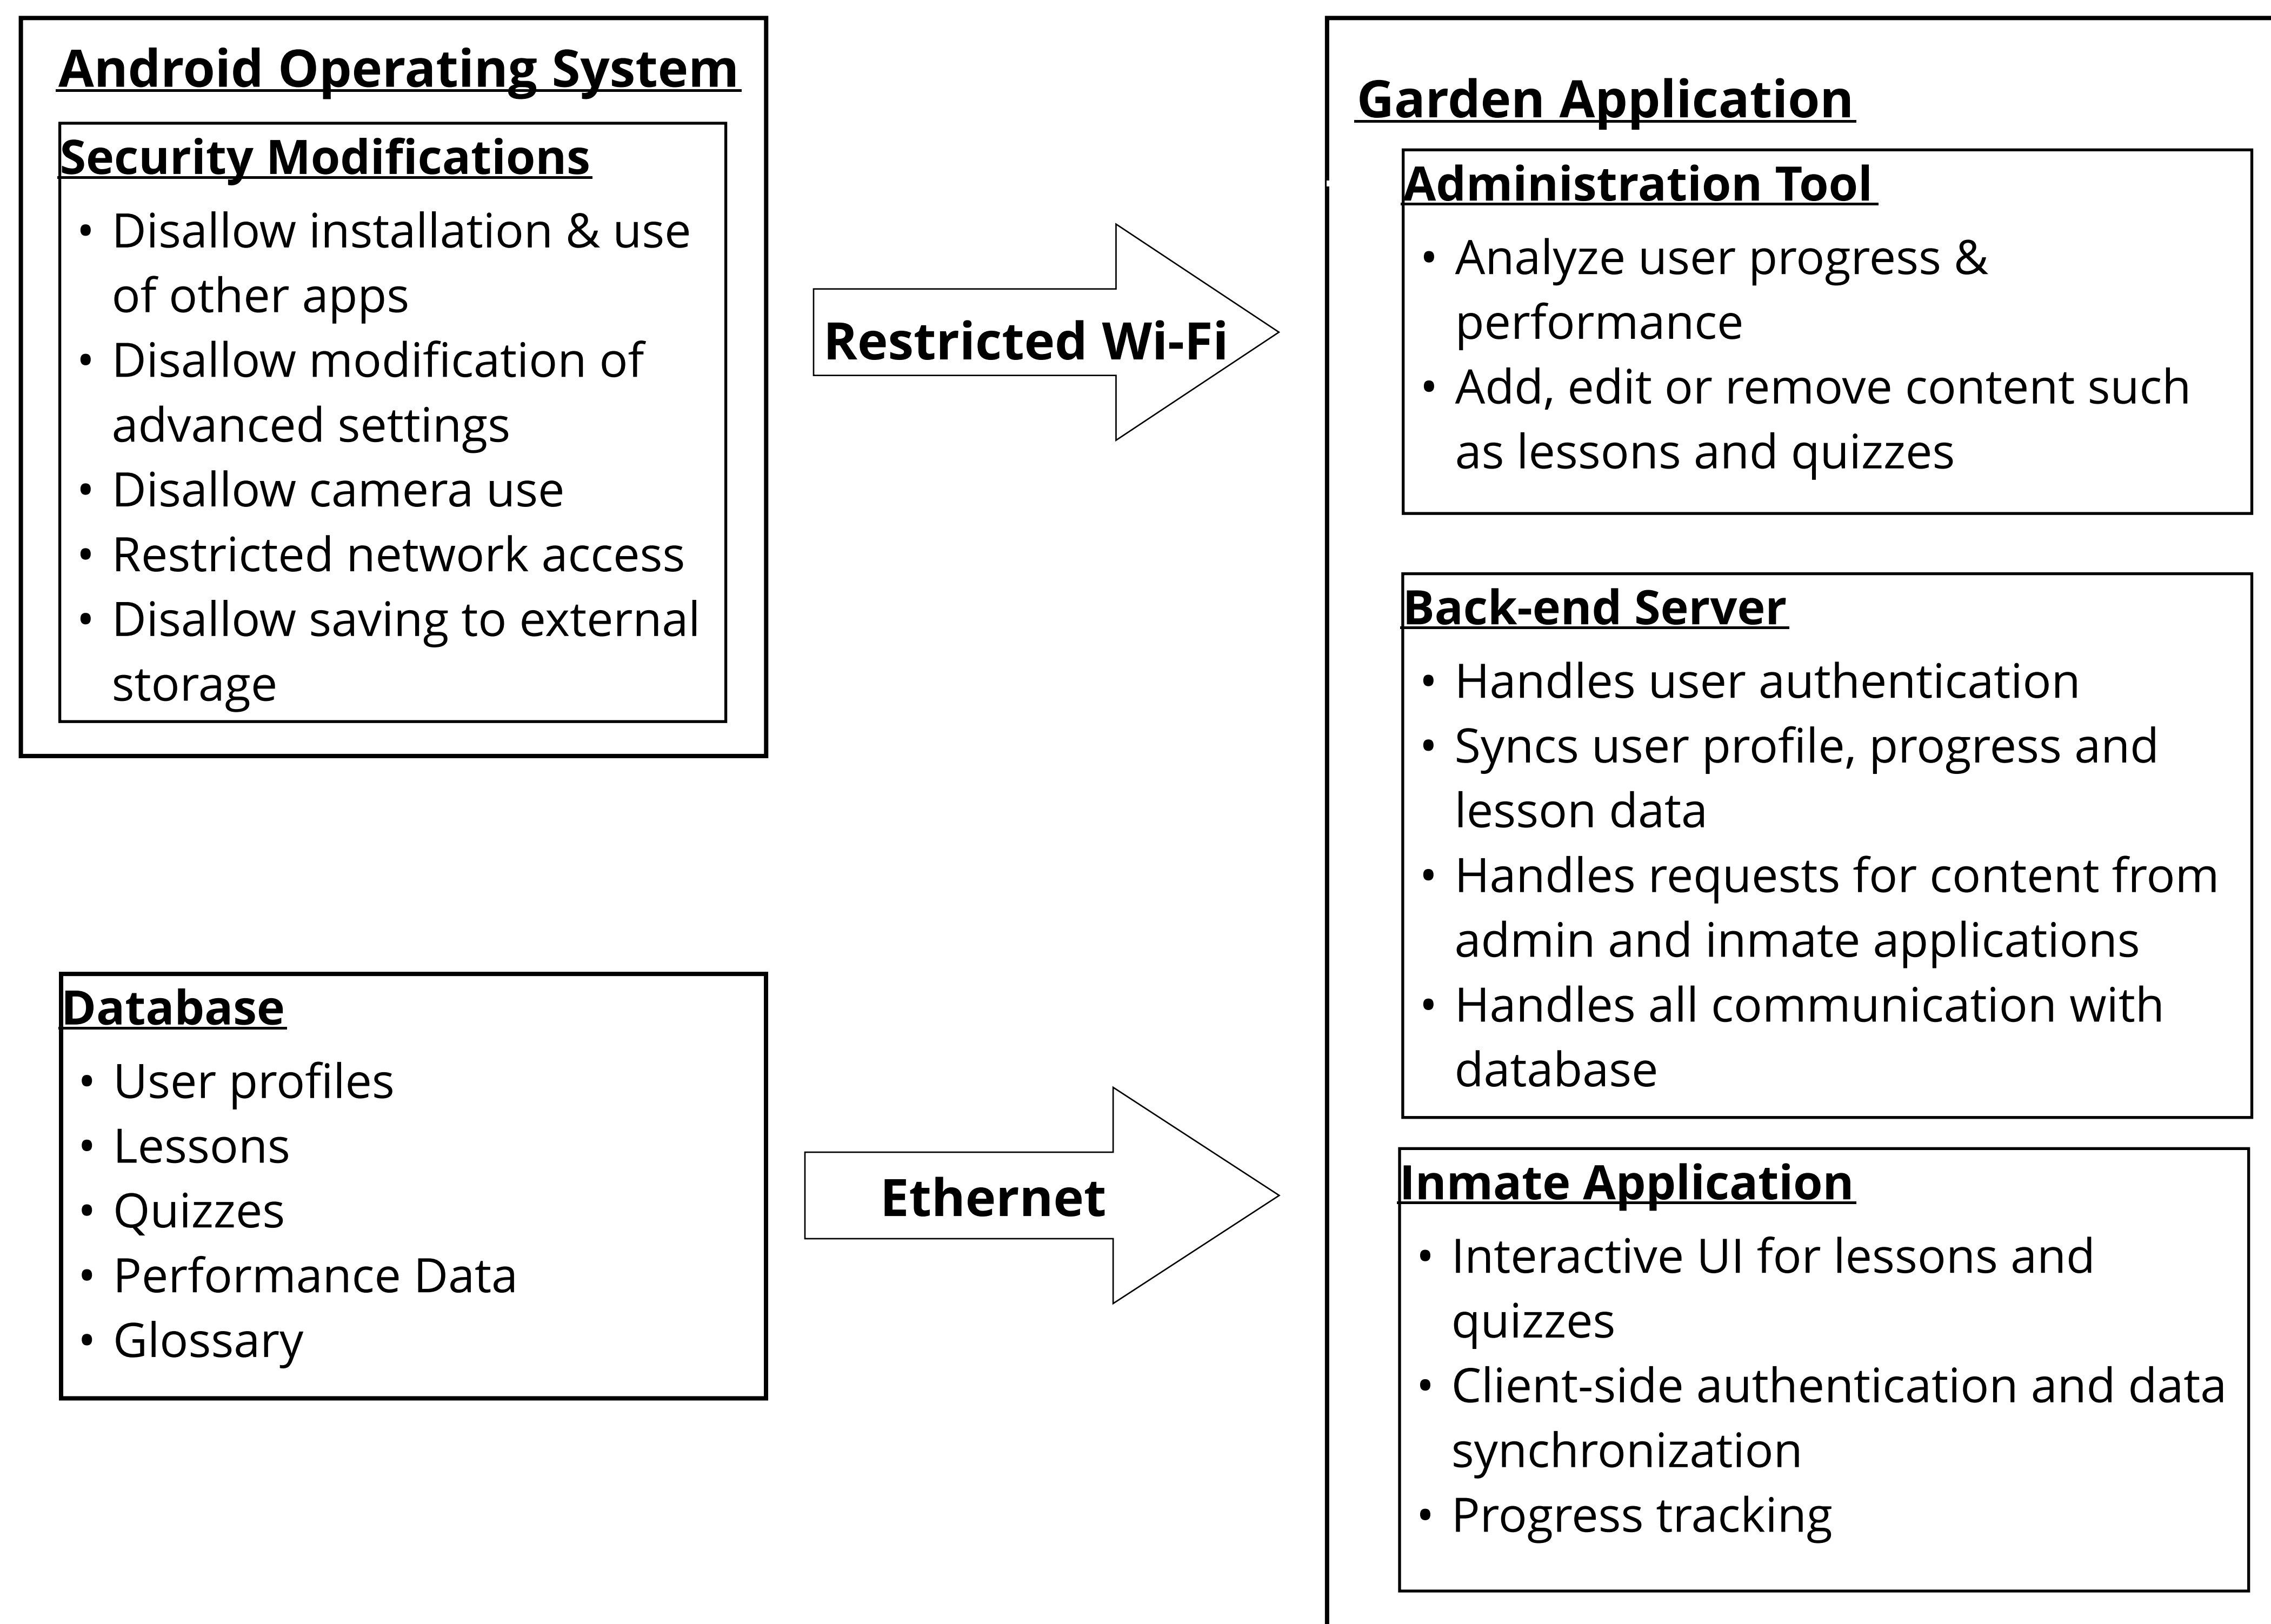 Android Operating System
Security Modifications
• Disallow installation & use
of other apps
• Disallow modification of
advanced settings
• Disallow camera use
• Restricted network access
• Disallow saving to external
storage
Restricted Wi-Fi
Database
• User profiles
• Lessons
• Quizzes
• Performance Data
• Glossary
Ethernet
Garden Application
Administration Tool
• Analyze user progress &
performance
• Add, edit or remove content such
as lessons and quizzes
Back-end Server
• Handles user authentication
• Syncs user profile, progress and
lesson data
• Handles requests for content from
admin and inmate applications
• Handles all communication with
database
Inmate Application
• Interactive UI for lessons and
quizzes
• Client-side authentication and data
synchronization
• Progress tracking